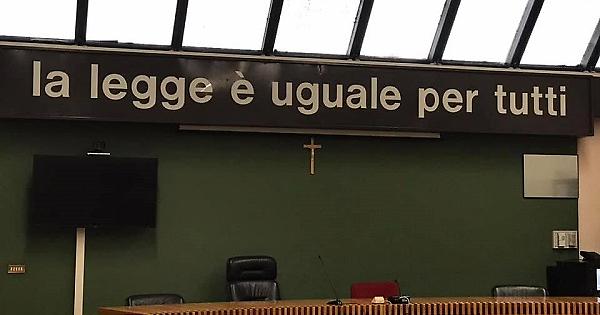 la legge è uguale per tutti